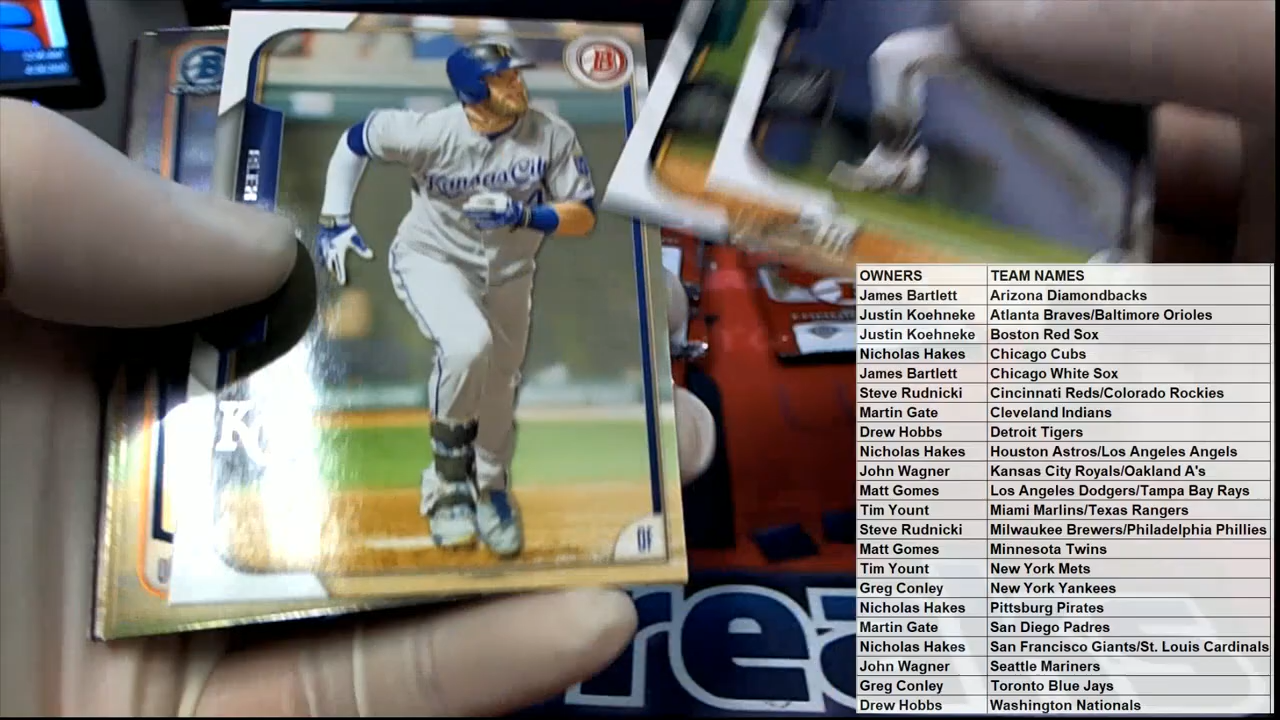 B
Kansas City
4
KC
OF
rea
OWNERS TEAM NAMES
James Bartlett Arizona Diamondbacks
Justin Koehneke Atlanta Braves/Baltimore Orioles
Justin Koehneke Boston Red Sox
Nicholas Hakes Chicago Cubs
James Bartlett Chicago White Sox
Steve Rudnicki Cincinnati Reds/Colorado Rockies
Martin Gate Cleveland Indians
Drew Hobbs Detroit Tigers
Nicholas Hakes Houston Astros/Los Angeles Angels
John Wagner Kansas City Royals/Oakland A's
Matt Gomes Los Angeles Dodgers/Tampa Bay Rays
Tim Yount Miami Marlins/Texas Rangers
Steve Rudnicki Milwaukee Brewers/Philadelphia Phillies
Matt Gomes Minnesota Twins
Tim Yount New York Mets
Greg Conley New York Yankees
Nicholas Hakes Pittsburg Pirates
Martin Gate San Diego Padres
Nicholas Hakes San Francisco Giants/St. Louis Cardinals
John Wagner Seattle Mariners
Greg Conley Toronto Blue Jays
Drew Hobbs Washington Nationals